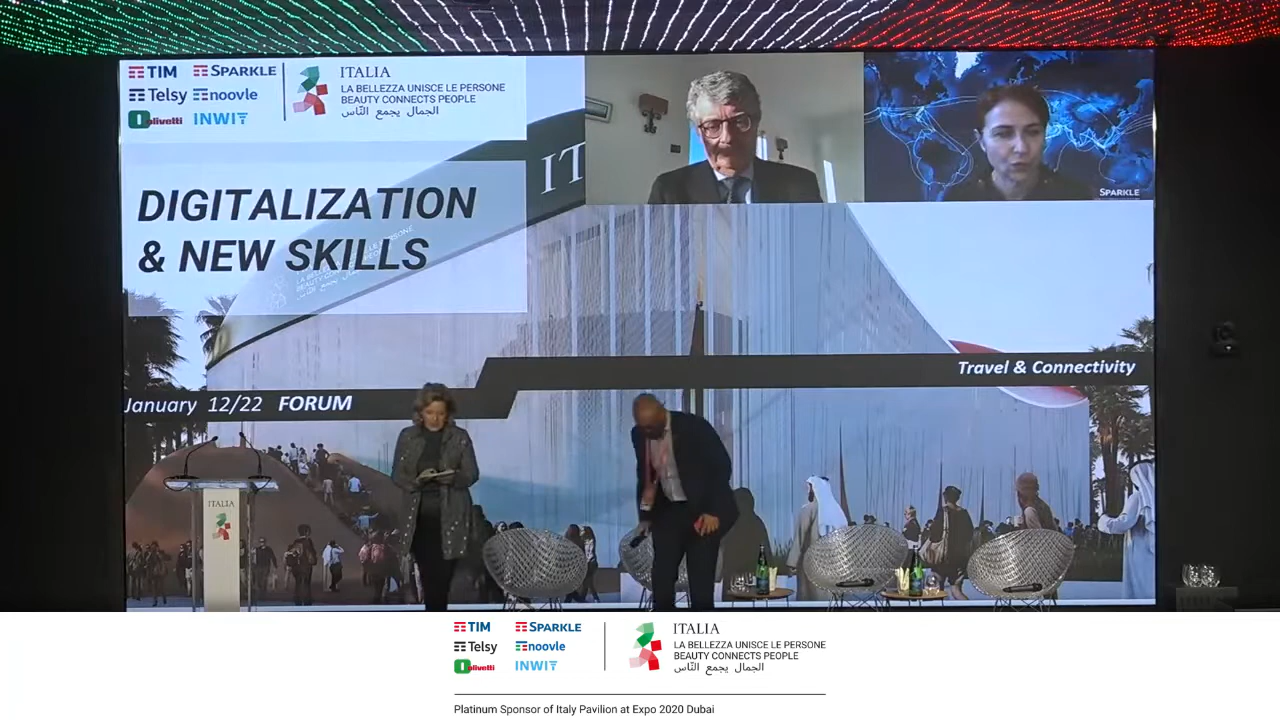 TIM SPARKLE
Telsy noovle
Olivetti INWIT
ITALIA
LA BELLEZZA UNISCE LE PERSONE
BEAUTY CONNECTS PEOPLE
الجمال يجمع الناس
IT
DIGITALIZATION
& NEW SKILLS
SPARKLE
Travel & Connectivity
January 12/22 FORUM
ITALIA
TIM SPARKLE
Telsy noovle
Olivetti INWIT
ITALIA
LA BELLEZZA UNISCE LE PERSONE
BEAUTY CONNECTS PEOPLE
الجمال يجمع النّاس
Platinum Sponsor of Italy Pavilion at Expo 2020 Dubai